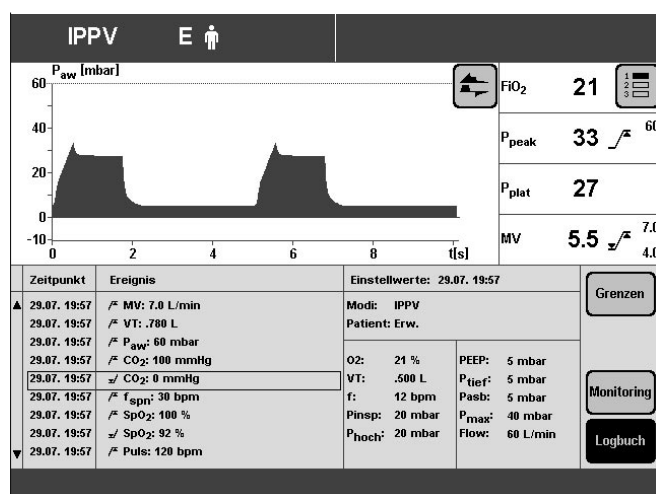 IPPV E
Paw [mbar]
60
40
20
0
-10
0 2 4 6 8 t[s]
FiO2 21
1
2
3
Ppeak 33 60
Pplat 27
MV 5.5 7.0
4.0
Zeitpunkt Ereignis
29.07. 19:57 MV: 7.0 L/min
29.07. 19:57 VT: .780 L
29.07. 19:57 Paw: 60 mbar
29.07. 19:57 CO2: 100 mmHg
29.07. 19:57 CO2: 0 mmHg
29.07. 19:57 fspn: 30 bpm
29.07. 19:57 SpO2: 100 %
29.07. 19:57 SpO2: 92 %
29.07. 19:57 Puls: 120 bpm
Einstellwerte: 29.07. 19:57
Modi: IPPV
Patient: Erw.
O2: 21 % PEEP: 5 mbar
VT: .500 L Ptief: 5 mbar
f: 12 bpm Pasb: 5 mbar
Pinsp: 20 mbar Pmax: 40 mbar
Phoch: 20 mbar Flow: 60 L/min
Grenzen
Monitoring
Logbuch